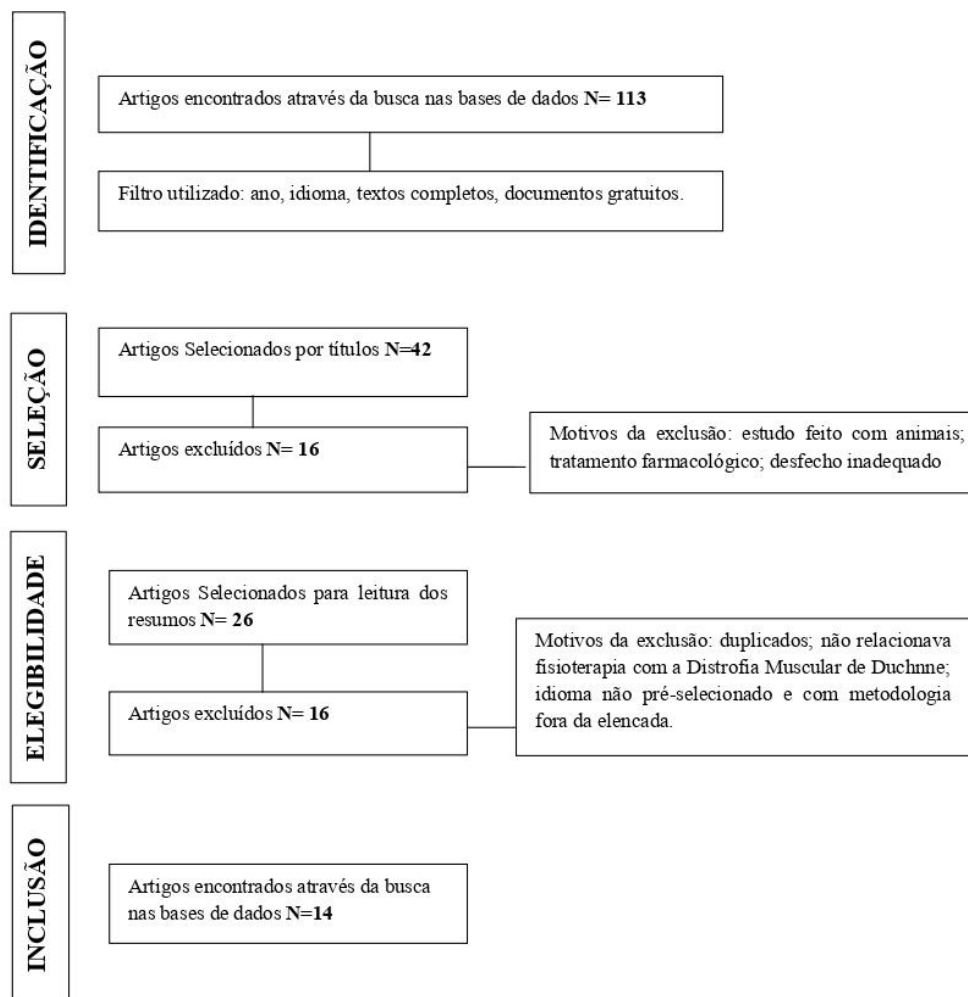 IDENTIFICAÇÃO
Artigos encontrados através da busca nas bases de dados N= 113
Filtro utilizado: ano, idioma, textos completos, documentos gratuitos.
SELEÇÃO
Artigos Selecionados por títulos N=42
Artigos excluídos N= 16
Motivos da exclusão: estudo feito com animais;
tratamento farmacológico; desfecho inadequado
ELEGIBILIDADE
Artigos Selecionados para leitura dos
resumos N= 26
Artigos excluídos N= 16
Motivos da exclusão: duplicados; não relacionava
fisioterapia com a Distrofia Muscular de Duchnne;
idioma não pré-selecionado e com metodologia
fora da elencada.
INCLUSÃO
Artigos encontrados através da busca
nas bases de dados N=14